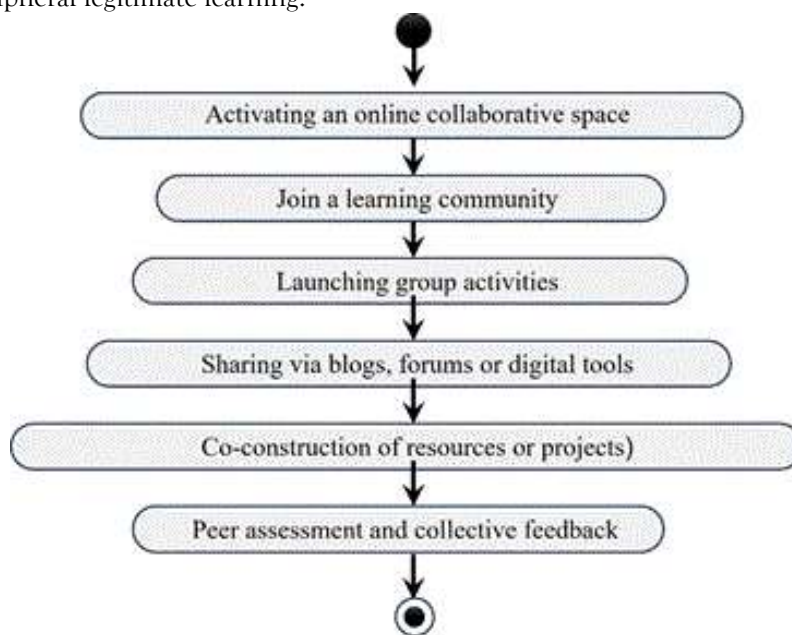 legitimate learning.
Activating an online collaborative space
Join a learning community
Launching group activities
Sharing via blogs, forums or digital tools
Co-construction of resources or projects)
Peer assessment and collective feedback